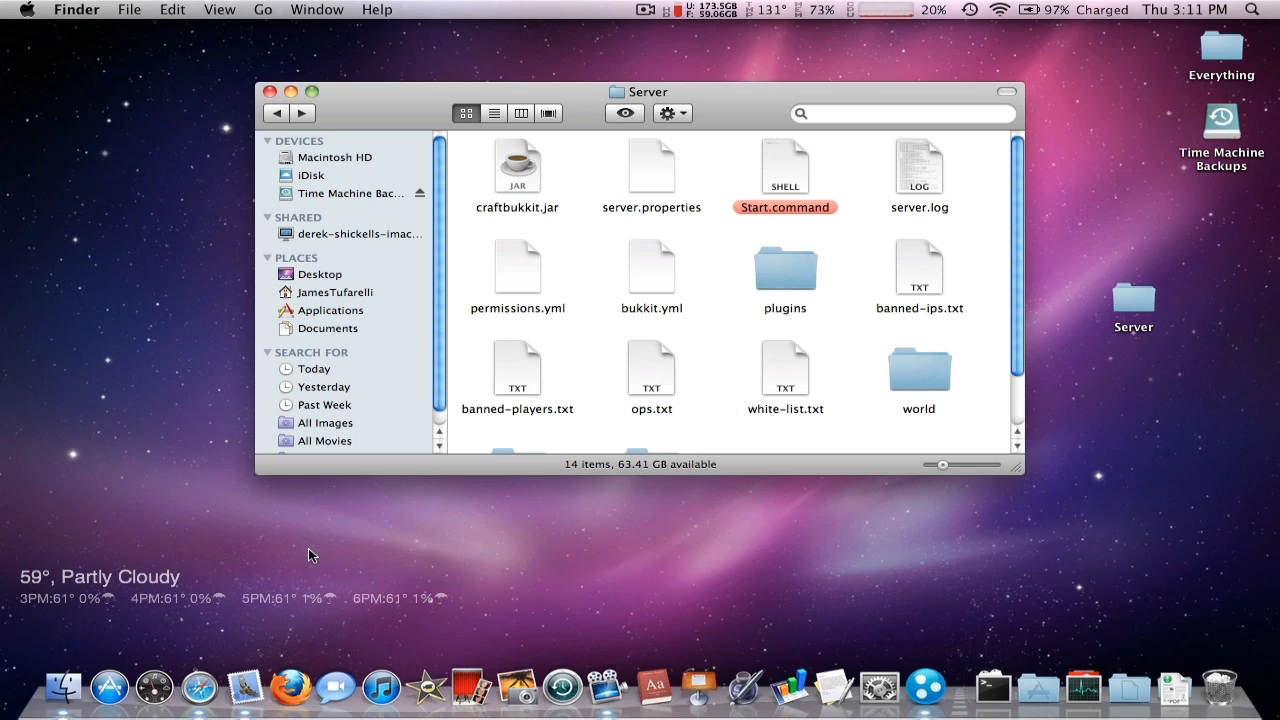 Finder File Edit View Go Window Help
U: 173.5GB
F: 59.06GB
131° 73% 20% 97% Charged Thu 3:11 PM
Everything
Time Machine
Backups
Server
Server
DEVICES
Macintosh HD
iDisk
Time Machine Bac...
SHARED
derek-shickells-imac...
PLACES
Desktop
JamesTufarelli
Applications
Documents
SEARCH FOR
Today
Yesterday
Past Week
All Images
All Movies
JAR
SHELL
LOG
craftbukkit.jar server.properties Start.command server.log
TXT
permissions.yml bukkit.yml plugins banned-ips.txt
TXT TXT TXT
banned-players.txt ops.txt white-list.txt world
14 items, 63.41 GB available
59°, Partly Cloudy
3PM:61° 0% 4PM:61° 0% 5PM:61° 1% 6PM:61° 1%
Aa